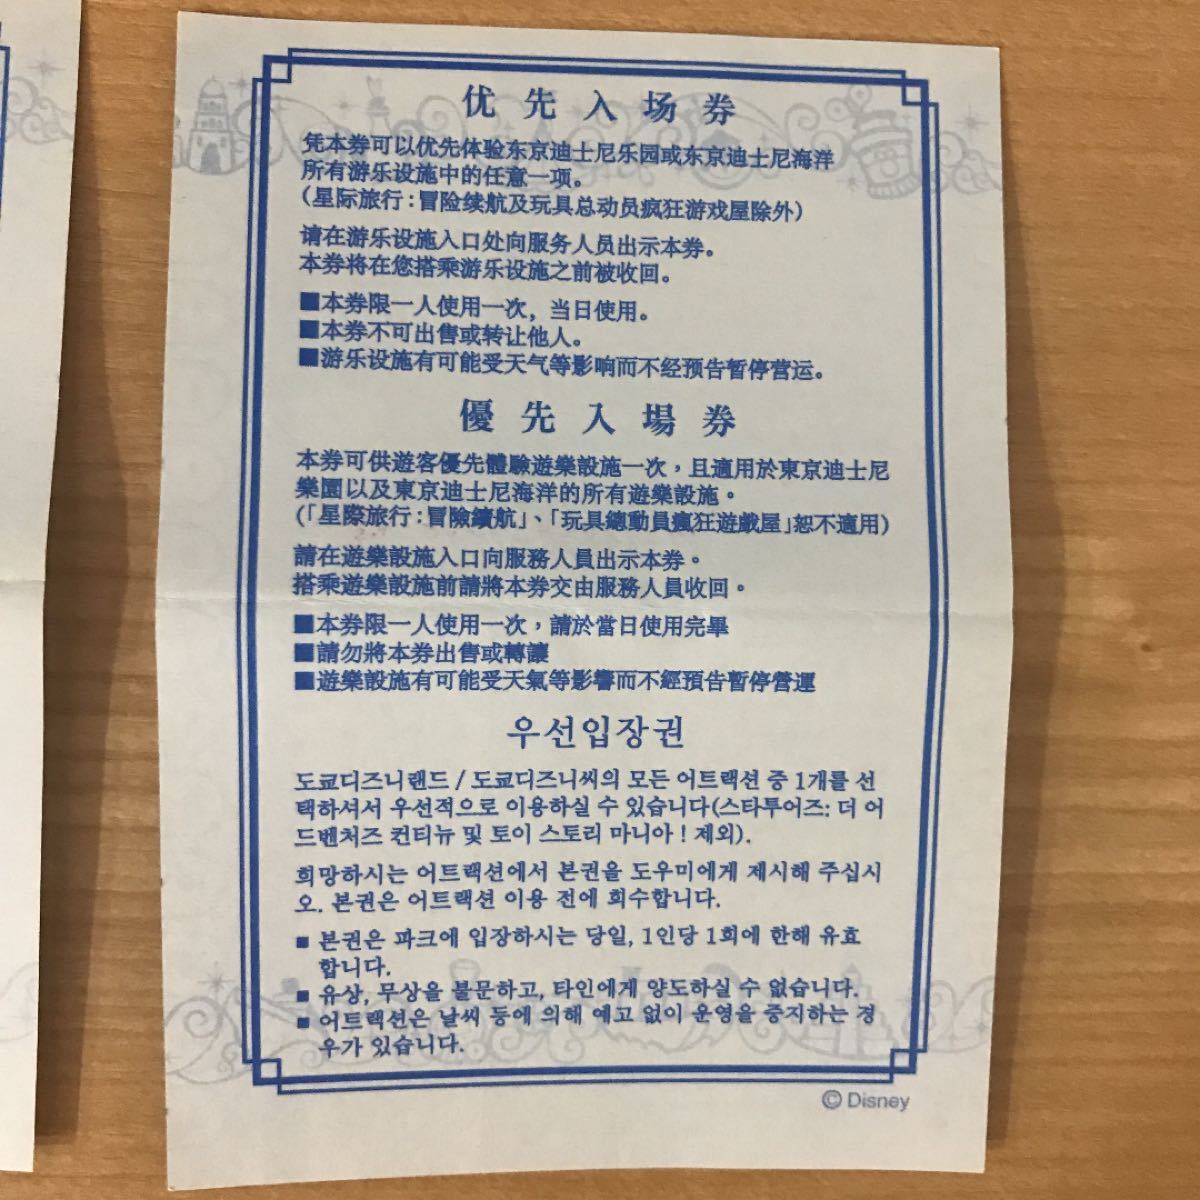 优先入场券
凭本券可以优先体验东京迪士尼乐园或东京迪士尼海洋
所有游乐设施中的任意一项。
(星际旅行:冒险续航及玩具总动员疯狂游戏屋除外)
请在游乐设施入口处向服务人员出示本券。
本券将在您搭乘游乐设施之前被收回。
■本券限一人使用一次，当日使用。
■本券不可出售或转让他人。
■游乐设施有可能受天气等影响而不经预告暂停营运。
優先入場券
本券可供遊客優先體驗遊樂設施一次，且適用於東京迪士尼
樂園以及東京迪士尼海洋的所有遊樂設施。
(「星際旅行:冒險續航」、「玩具總動員瘋狂遊戲屋」恕不適用)
請在遊樂設施入口向服務人員出示本券。
搭乘遊樂設施前請將本券交由服務人員收回。
■本券限一人使用一次，請於當日使用完畢
■請勿將本券出售或轉讓
■遊樂設施有可能受天氣等影響而不經預告暫停營運
우선입장권
도쿄디즈니랜드 / 도쿄디즈니씨의 모든 어트랙션 중 1개를 선
택하셔서 우선적으로 이용하실 수 있습니다(스타투어즈: 더 어
드벤처즈 컨티뉴 및 토이 스토리 마니아 ! 제외).
희망하시는 어트랙션에서 본권을 도우미에게 제시해 주십시
오. 본권은 어트랙션 이용 전에 회수합니다.
■ 본권은 파크에 입장하시는 당일, 1인당 1회에 한해 유효
합니다.
■ 유상, 무상을 불문하고, 타인에게 양도하실 수 없습니다.
■ 어트랙션은 날씨 등에 의해 예고 없이 운영을 중지하는 경
우가 있습니다.
© Disney